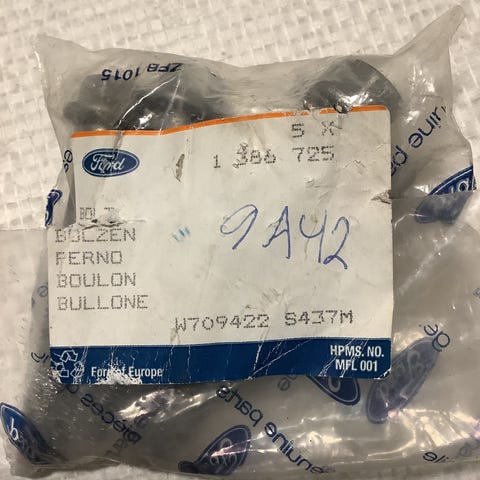 ZFB 1015
5 X
Ford
1 386 725
BOLT
BOLZEN
PERNO
BOULON
BULLONE
9A42
W709422 S437M
Ford of Europe
HPMS. NO.
MFL 001
genuine parts
pièces